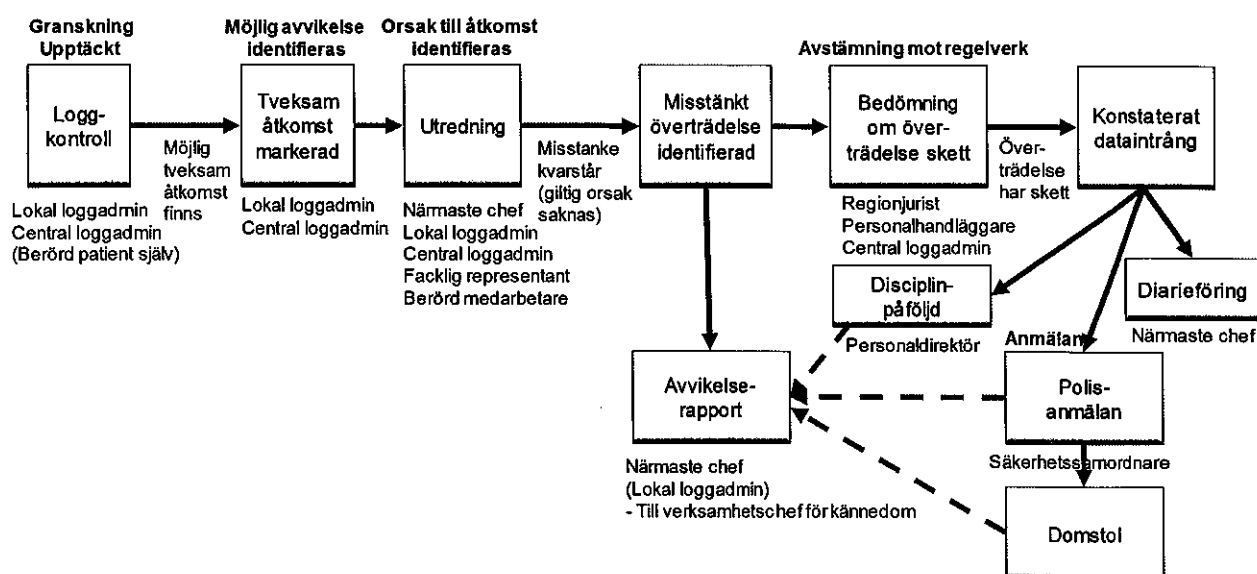 Granskning
Upptäckt
Logg-
kontroll
Lokal loggadmin
Central loggadmin
(Berörd patient själv)
Möjlig
tveksam
åtkomst
finns
Möjlig avvikelse
identifieras
Tveksam
åtkomst
markerad
Lokal loggadmin
Central loggadmin
Orsak till åtkomst
identifieras
Utredning
Närmaste chef
Lokal loggadmin
Central loggadmin
Facklig representant
Berörd medarbetare
Misstanke
kvarstår
(giltig orsak
saknas)
Misstänkt
överträdelse
identifierad
Avstämning mot regelverk
Bedömning
om över-
trädelse skett
Regionjurist
Personalhandläggare
Central loggadmin
Över-
trädelse
har skett
Konstaterat
dataintrång
Disciplin-
påföljd
Personaldirektör
Diarieföring
Närmaste chef
Anmälan
Polis-
anmälan
Säkerhetssamordnare
Avvikelse-
rapport
Närmaste chef
(Lokal loggadmin)
- Till verksamhetschef för kännedom
Domstol